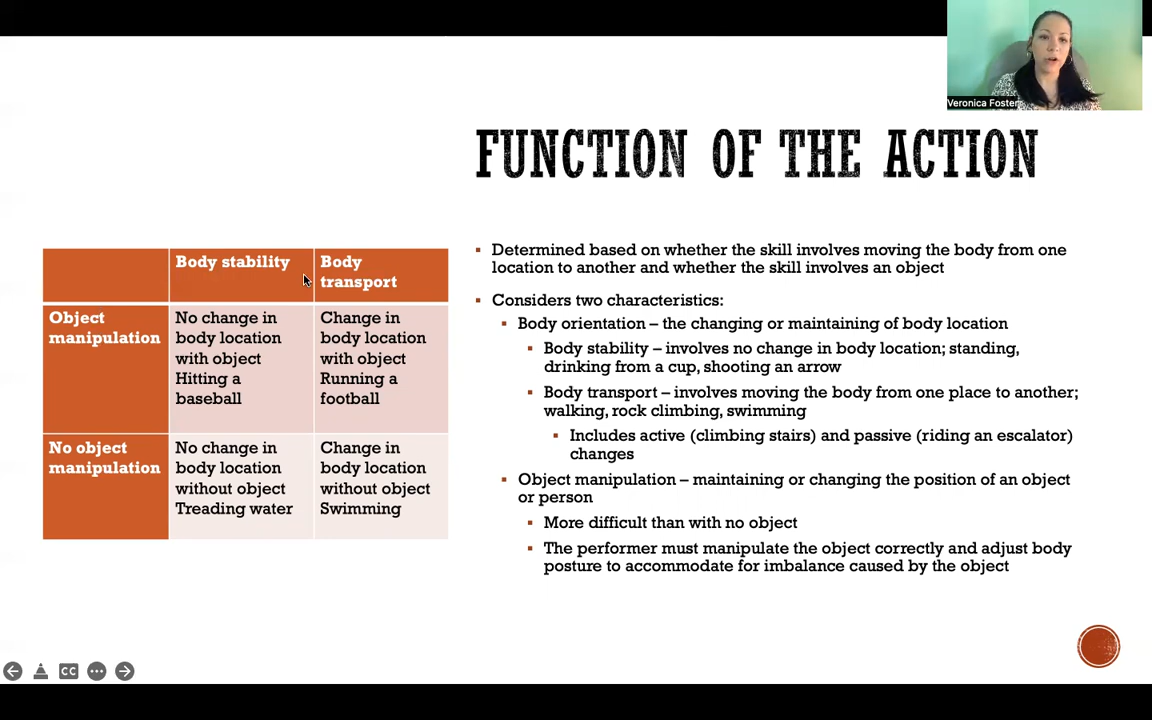 Veronica Foster
FUNCTION OF THE ACTION
Body stability
Body
transport
Object
manipulation
No change in
body location
with object
Hitting a
baseball
Change in
body location
with object
Running a
football
No object
manipulation
No change in
body location
without object
Treading water
Change in
body location
without object
Swimming
Determined based on whether the skill involves moving the body from one
location to another and whether the skill involves an object
Considers two characteristics:
Body orientation – the changing or maintaining of body location
Body stability – involves no change in body location; standing,
drinking from a cup, shooting an arrow
Body transport – involves moving the body from one place to another;
walking, rock climbing, swimming
Includes active (climbing stairs) and passive (riding an escalator)
changes
Object manipulation – maintaining or changing the position of an object
or person
More difficult than with no object
The performer must manipulate the object correctly and adjust body
posture to accommodate for imbalance caused by the object
CC